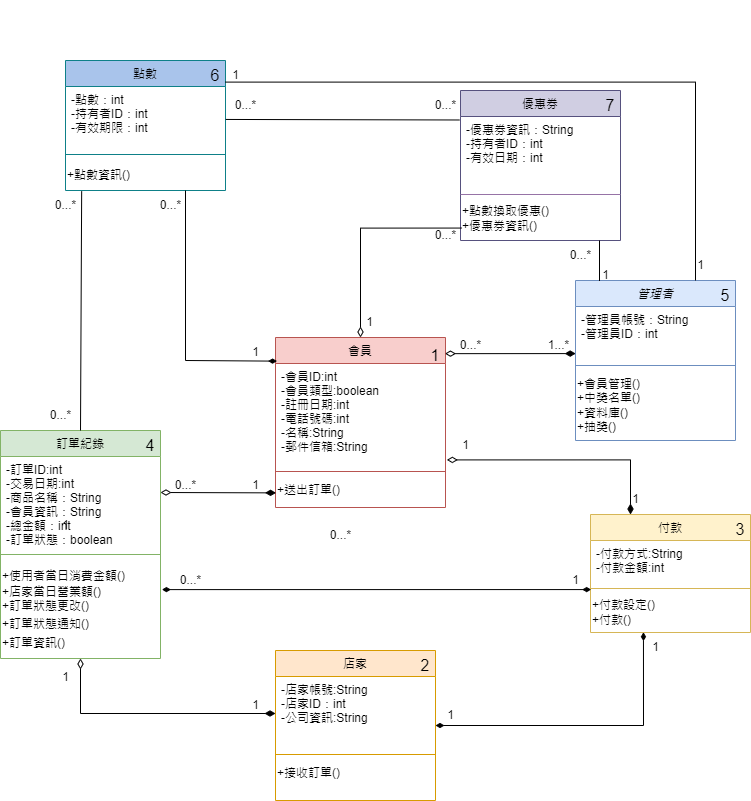 點數 6
-點數：int
-持有者ID：int
-有效期限：int
+點數資訊()
1
0...*
0...*
優惠券 7
-優惠券資訊：String
-持有者ID：int
-有效日期：int
+點數換取優惠()
+優惠券資訊()
0...*
0...*
0...*
0...*
1
1
管理者 5
-管理員帳號：String
-管理員ID：int
+會員管理()
+中獎名單()
+資料庫()
+抽獎()
1
1
0...*
1...*
會員 1
-會員ID:int
-會員類型:boolean
-註冊日期:int
-電話號碼:int
-名稱:String
-郵件信箱:String
+送出訂單()
0...*
訂單紀錄 4
-訂單ID:int
-交易日期:int
-商品名稱：String
-會員資訊：String
-總金額：int
-訂單狀態：boolean
+使用者當日消費金額()
+店家當日營業額()
+訂單狀態更改()
+訂單狀態通知()
+訂單資訊()
0...*
1
1
1
付款 3
-付款方式:String
-付款金額:int
+付款設定()
+付款()
0...*
0...*
1
1
1
店家 2
-店家帳號:String
-店家ID：int
-公司資訊:String
+接收訂單()
1
1